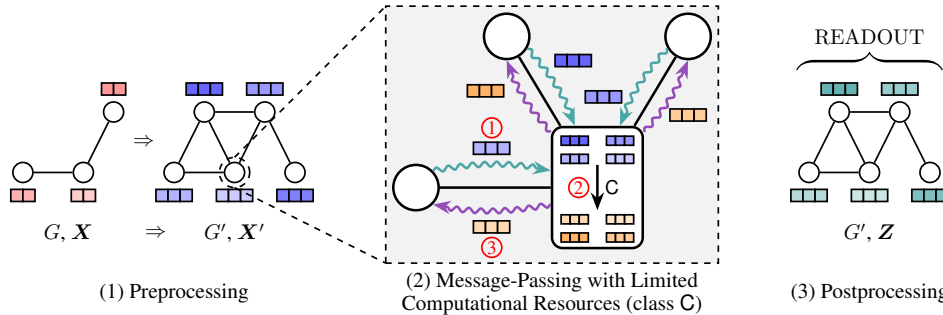 READOUT
⇒
①
②
C
③
G, X ⇒ G′, X′
G′, Z
(1) Preprocessing
(2) Message-Passing with Limited
Computational Resources (class C)
(3) Postprocessing